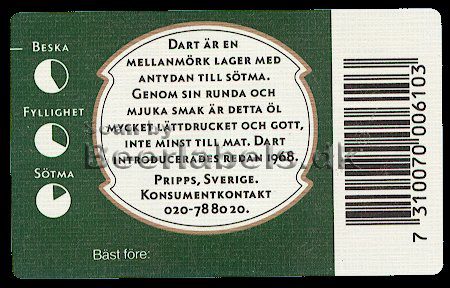 Beska
Fyllighet
Sötma
Dart är en
mellanmörk lager med
antydan till sötma.
Genom sin runda och
mjuka smak är detta öl
mycket lättdrucket och gott,
inte minst till mat. Dart
introducerades redan 1968.
Pripps, Sverige.
Konsumentkontakt
020-78 80 20.
Bäst före:
7 310070 006103
Beerlabels.dk